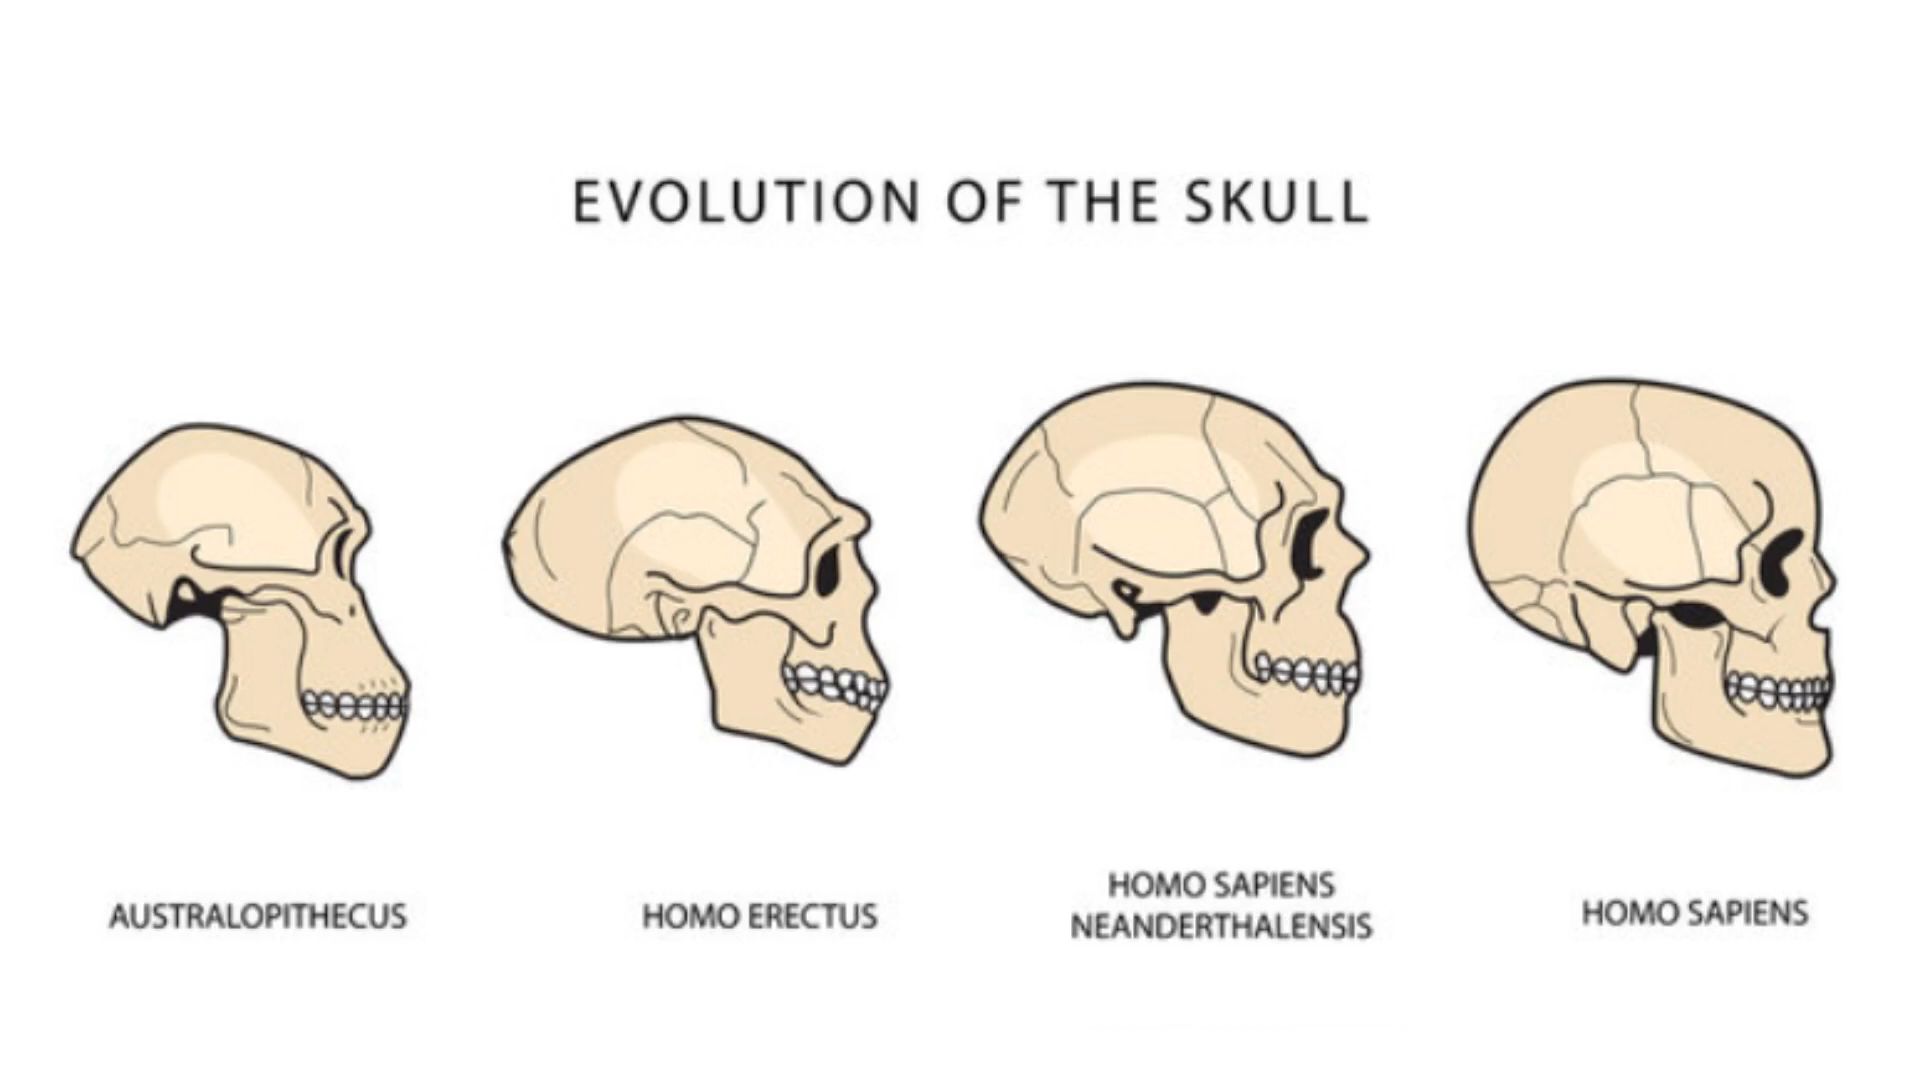 EVOLUTION OF THE SKULL
AUSTRALOPITHECUS
HOMO ERECTUS
HOMO SAPIENS
NEANDERTHALENSIS
HOMO SAPIENS